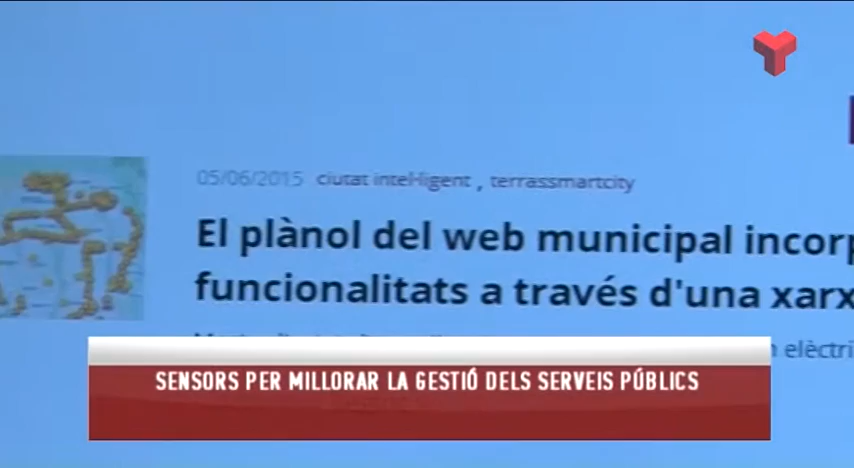 05/06/2015 ciutat intel·ligent , terrassmartcity
El plànol del web municipal incorp
funcionalitats a través d'una xarx
elèctri
SENSORS PER MILLORAR LA GESTIÓ DELS SERVEIS PÚBLICS